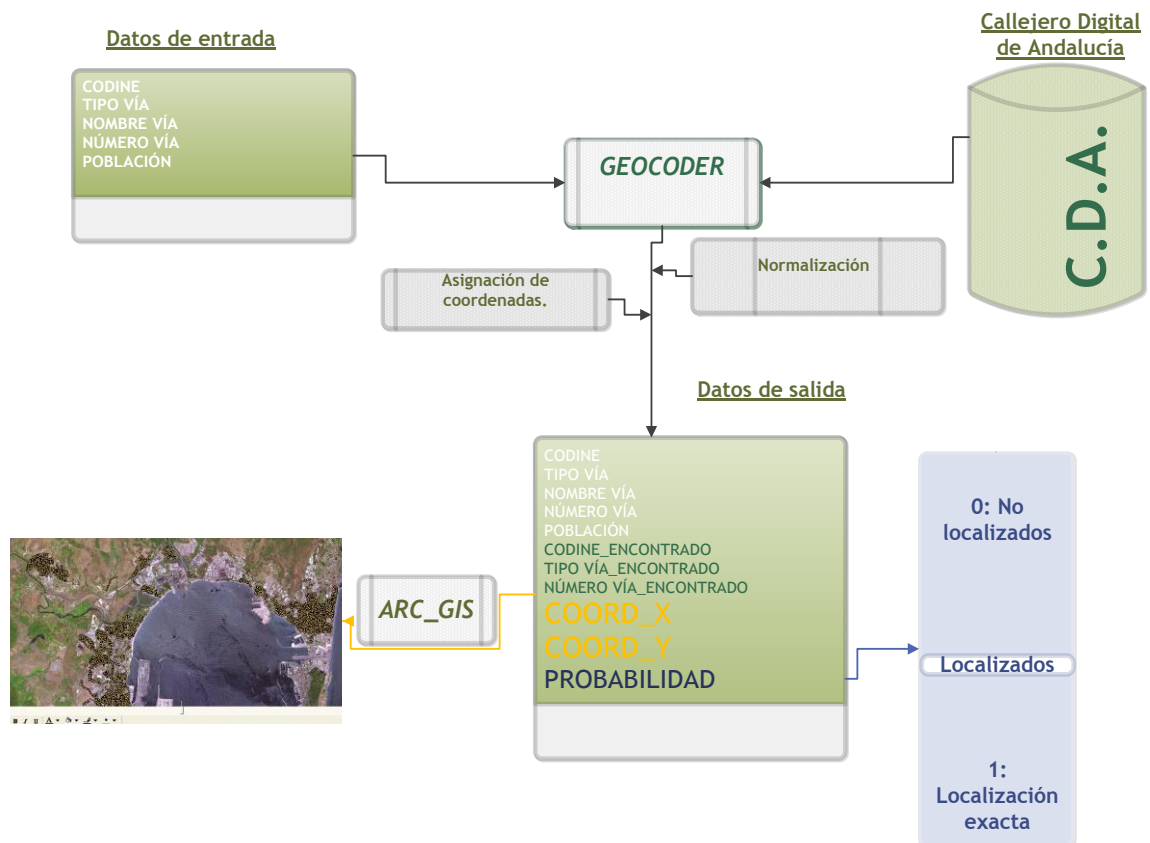 Datos de entrada
Callejero Digital
de Andalucía
CODINE
TIPO VÍA
NOMBRE VÍA
NÚMERO VÍA
POBLACIÓN
GEOCODER
C.D.A.
Normalización
Asignación de
coordenadas.
Datos de salida
CODINE
TIPO VÍA
NOMBRE VÍA
NÚMERO VÍA
POBLACIÓN
CODINE_ENCONTRADO
TIPO VÍA_ENCONTRADO
NÚMERO VÍA_ENCONTRADO
COORD_X
COORD_Y
PROBABILIDAD
ARC_GIS
0: No
localizados
Localizados
1:
Localización
exacta